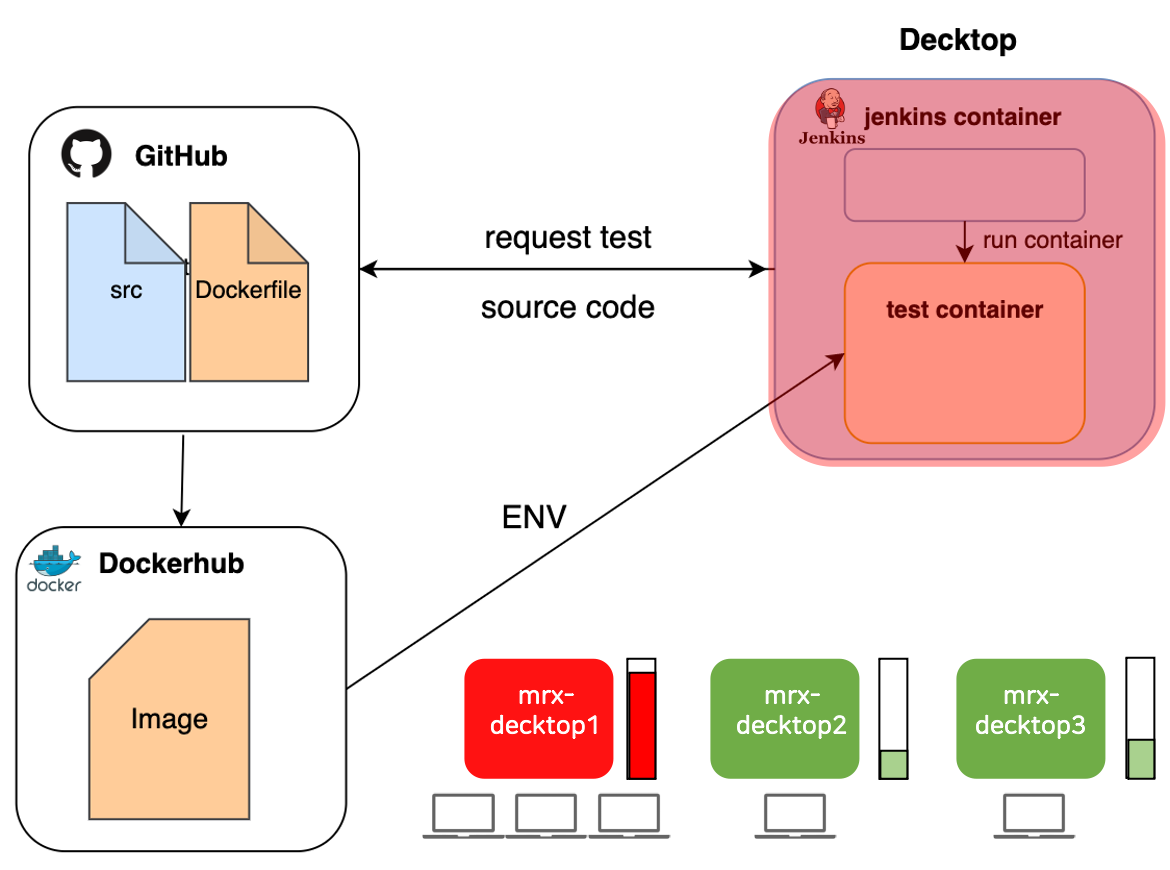 Decktop
Jenkins
jenkins container
GitHub
src
Dockerfile
request test
source code
run container
test container
ENV
docker
Dockerhub
Image
mrx-
decktop1
mrx-
decktop2
mrx-
decktop3